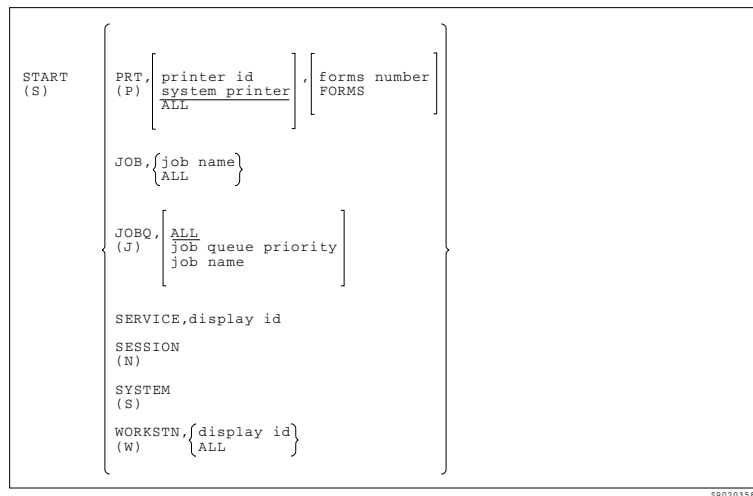 START
(S)
PRT, printer id , forms number
(P) system printer FORMS
ALL
JOB, job name
ALL
JOBQ, ALL
(J) job queue priority
job name
SERVICE,display id
SESSION
(N)
SYSTEM
(S)
WORKSTN, display id
(W) ALL